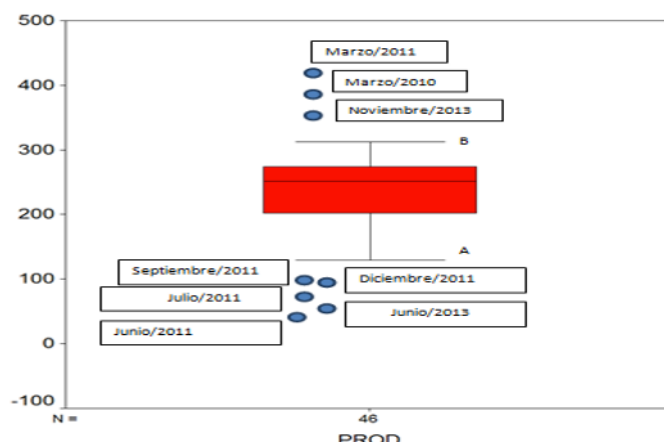 500
Marzo/2011
400
Marzo/2010
Noviembre/2013
300
B
200
A
Septiembre/2011
Diciembre/2011
100
Julio/2011
Junio/2013
Junio/2011
0
-100
N =
46
PROD